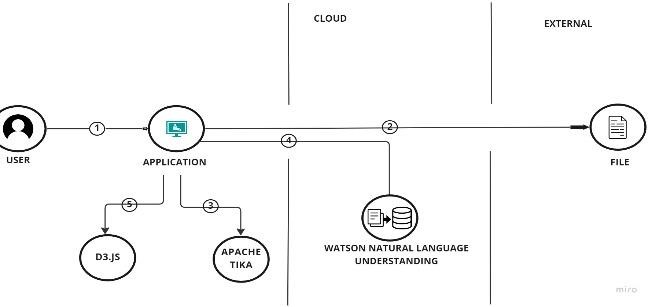 CLOUD
EXTERNAL
1
2
4
USER
APPLICATION
FILE
5
3
D3.JS
APACHE
TIKA
WATSON NATURAL LANGUAGE
UNDERSTANDING
miro